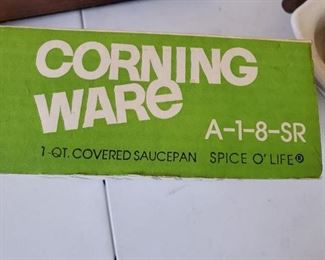 CORNING
WARe
A-1-8-SR
1-QT. COVERED SAUCEPAN SPICE O' LIFE®